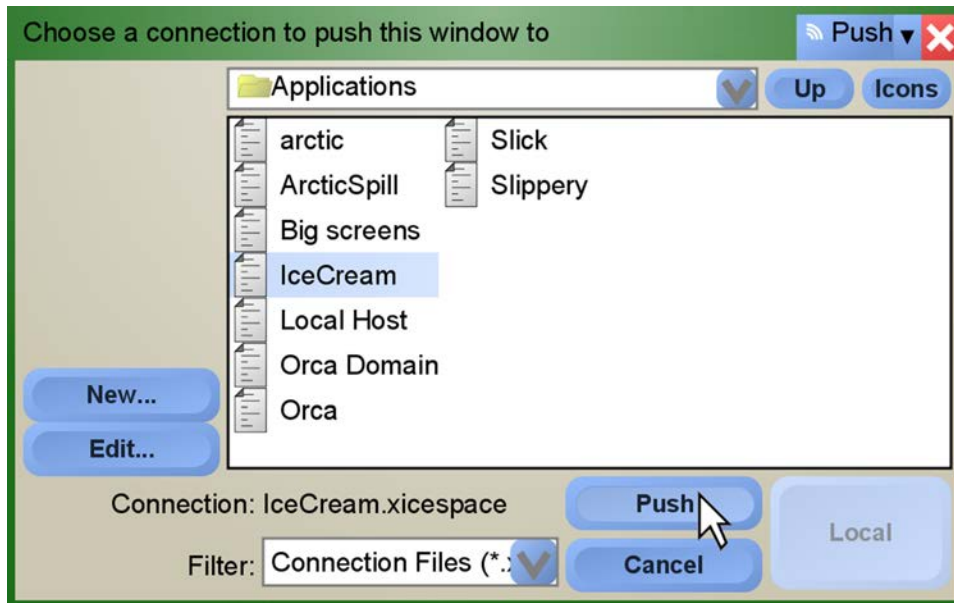 Choose a connection to push this window to
Push
Applications
Up
Icons
arctic
Slick
ArcticSpill
Slippery
Big screens
IceCream
Local Host
Orca Domain
Orca
New...
Edit...
Connection: IceCream.xicespace
Push
Local
Filter: Connection Files (*.
Cancel